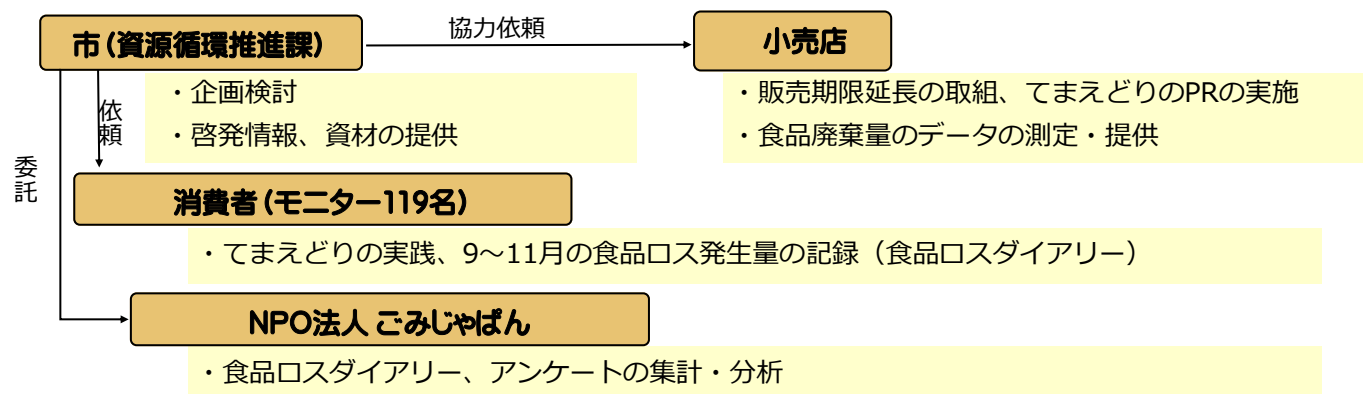 市(資源循環推進課)
協力依頼
小売店
・企画検討
・啓発情報、資材の提供
・販売期限延長の取組、てまえどりのPRの実施
・食品廃棄量のデータの測定・提供
依頼
委託
消費者(モニター119名)
・てまえどりの実践、9~11月の食品ロス発生量の記録(食品ロスダイアリー)
NPO法人 ごみじゃぱん
・食品ロスダイアリー、アンケートの集計・分析